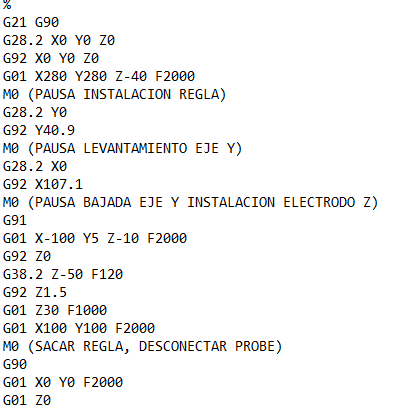 %
G21 G90
G28.2 X0 Y0 Z0
G92 X0 Y0 Z0
G01 X280 Y280 Z-40 F2000
M0 (PAUSA INSTALACION REGLA)
G28.2 Y0
G92 Y40.9
M0 (PAUSA LEVANTAMIENTO EJE Y)
G28.2 X0
G92 X107.1
M0 (PAUSA BAJADA EJE Y INSTALACION ELECTRODO Z)
G91
G01 X-100 Y5 Z-10 F2000
G92 Z0
G38.2 Z-50 F120
G92 Z1.5
G01 Z30 F1000
G01 X100 Y100 F2000
M0 (SACAR REGLA, DESCONECTAR PROBE)
G90
G01 X0 Y0 F2000
G01 Z0